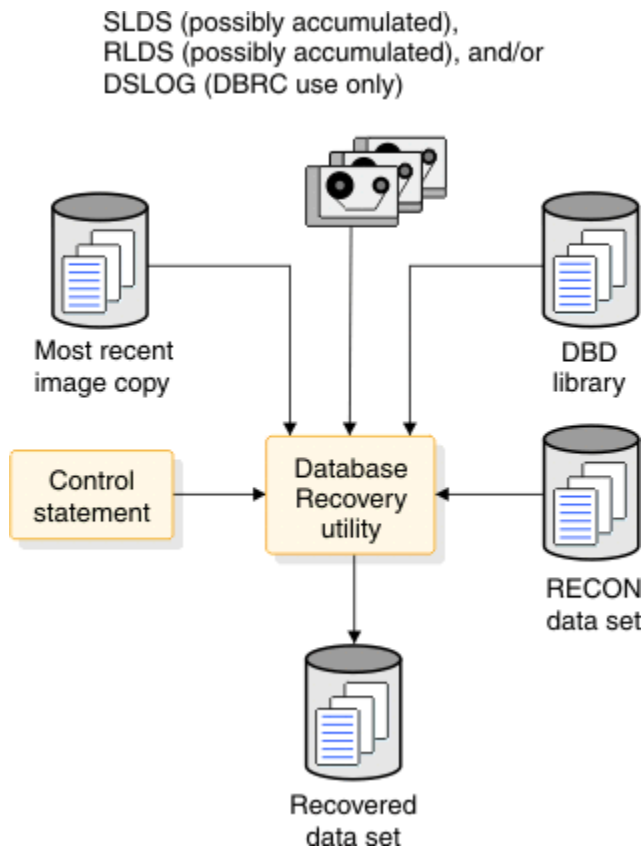 SLDS (possibly accumulated),
RLDS (possibly accumulated), and/or
DSLOG (DBRC use only)
Most recent
image copy
DBD
library
Control
statement
Database
Recovery
utility
RECON
data set
Recovered
data set